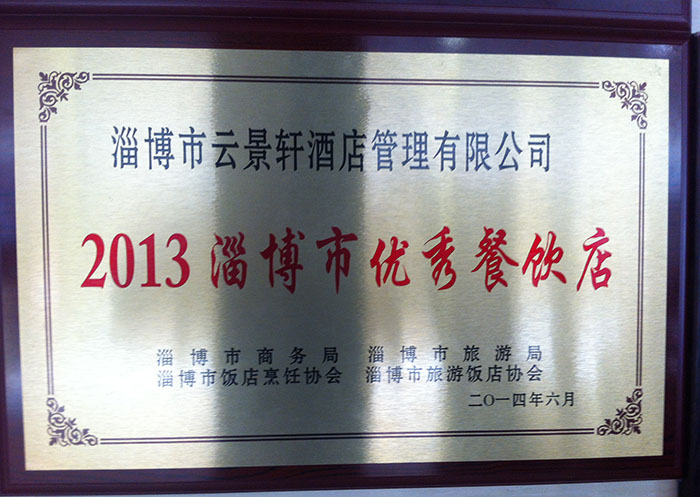 淄博市云景轩酒店管理有限公司
2013淄博市优秀餐饮店
淄博市商务局 淄博市旅游局
淄博市饭店烹饪协会 淄博市旅游饭店协会
二〇一四年六月